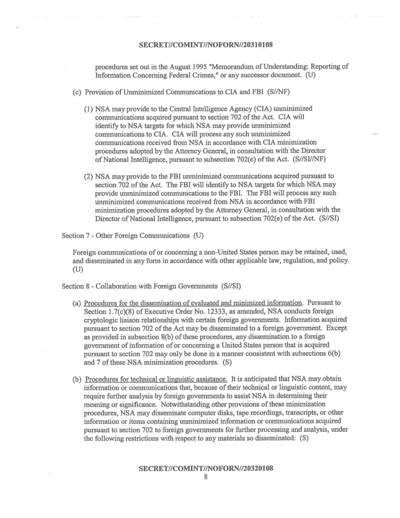 SECRET//COMINT//NOFORN//20310108
procedures set out in the August 1995 "Memorandum of Understanding: Reporting of
Information Concerning Federal Crimes," or any successor document. (U)
(c) Provision of Unminimized Communications to CIA and FBI (S//NF)
(1) NSA may provide to the Central Intelligence Agency (CIA) unminimized
communications acquired pursuant to section 702 of the Act. CIA will
identify to NSA targets for which NSA may provide unminimized
communications to CIA. CIA will process any such unminimized
communications received from NSA in accordance with CIA minimization
procedures adopted by the Attorney General, in consultation with the Director
of National Intelligence, pursuant to subsection 702(e) of the Act. (S//SI//NF)
(2) NSA may provide to the FBI unminimized communications acquired pursuant to
section 702 of the Act. The FBI will identify to NSA targets for which NSA may
provide unminimized communications to the FBI. The FBI will process any such
unminimized communications received from NSA in accordance with FBI
minimization procedures adopted by the Attorney General, in consultation with the
Director of National Intelligence, pursuant to subsection 702(e) of the Act. (S//SI)
Section 7 - Other Foreign Communications (U)
Foreign communications of or concerning a non-United States person may be retained, used,
and disseminated in any form in accordance with other applicable law, regulation, and policy.
(U)
Section 8 - Collaboration with Foreign Governments (S//SI)
(a) Procedures for the dissemination of evaluated and minimized information. Pursuant to
Section 1.7(c)(8) of Executive Order No. 12333, as amended, NSA conducts foreign
cryptologic liaison relationships with certain foreign governments. Information acquired
pursuant to section 702 of the Act may be disseminated to a foreign government. Except
as provided in subsection 8(b) of these procedures, any dissemination to a foreign
government of information of or concerning a United States person that is acquired
pursuant to section 702 may only be done in a manner consistent with subsections 6(b)
and 7 of these NSA minimization procedures. (S)
(b) Procedures for technical or linguistic assistance. It is anticipated that NSA may obtain
information or communications that, because of their technical or linguistic content, may
require further analysis by foreign governments to assist NSA in determining their
meaning or significance. Notwithstanding other provisions of these minimization
procedures, NSA may disseminate computer disks, tape recordings, transcripts, or other
information or items containing unminimized information or communications acquired
pursuant to section 702 to foreign governments for further processing and analysis, under
the following restrictions with respect to any materials so disseminated: (S)
SECRET//COMINT//NOFORN//20320108
8